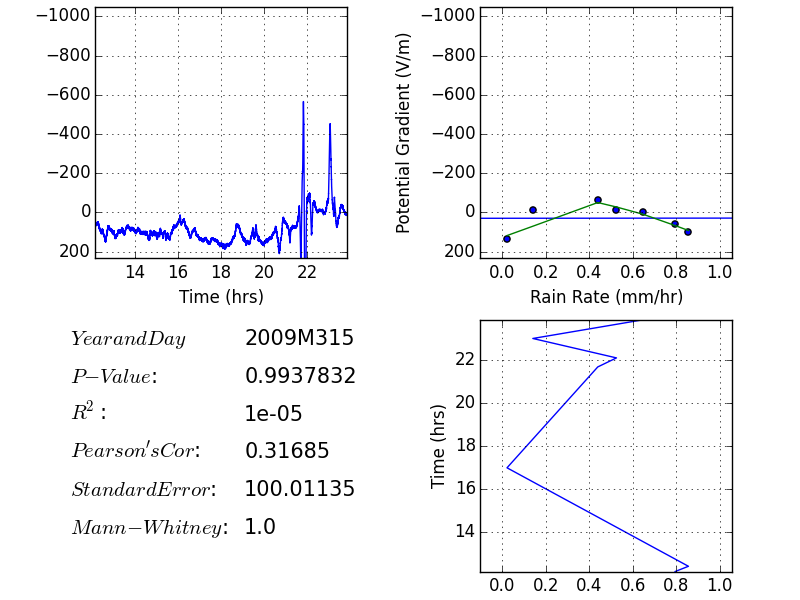 −1000
−800
−600
−400
−200
0
200
14 16 18 20 22
Time (hrs)
Potential Gradient (V/m)
−1000
−800
−600
−400
−200
0
200
0.0 0.2 0.4 0.6 0.8 1.0
Rain Rate (mm/hr)
YearandDay 2009M315
P−Value: 0.9937832
R²: 1e-05
Pearson'sCor: 0.31685
StandardError: 100.01135
Mann−Whitney: 1.0
Time (hrs)
22
20
18
16
14
0.0 0.2 0.4 0.6 0.8 1.0